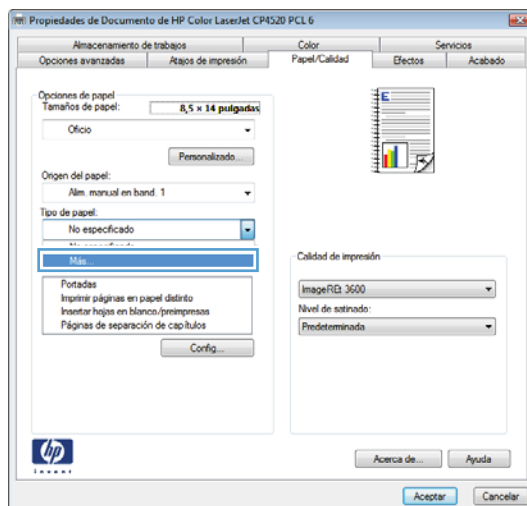 Propiedades de Documento de HP Color LaserJet CP4520 PCL 6
Almacenamiento de trabajos Color Servicios
Opciones avanzadas Atajos de impresión Papel/Calidad Efectos Acabado
Opciones de papel
Tamaños de papel: 8,5 × 14 pulgadas
Oficio
Personalizado...
Origen del papel:
Alim. manual en band. 1
Tipo de papel:
No especificado
Más...
Portadas
Imprimir páginas en papel distinto
Insertar hojas en blanco/preimpresas
Páginas de separación de capítulos
Config...
E
Calidad de impresión
ImageREt 3600
Nivel de satinado:
Predeterminada
hp
invent
Acerca de... Ayuda
Aceptar Cancelar